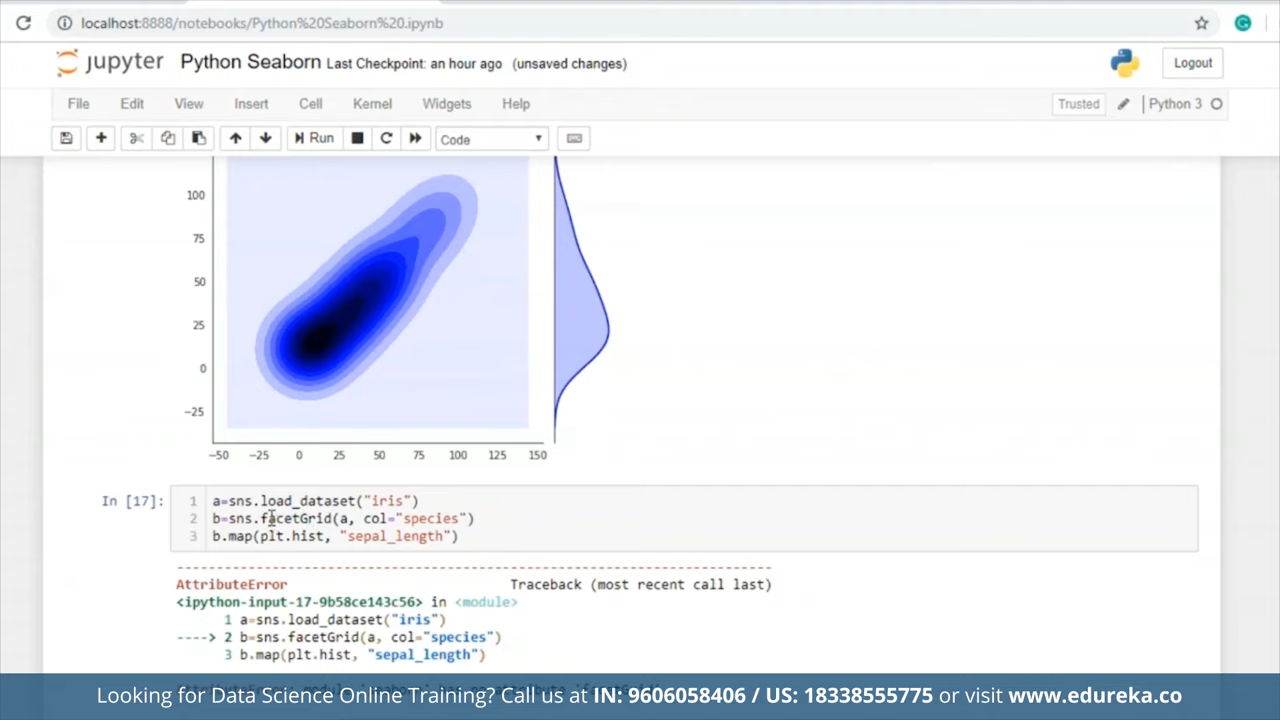 localhost:8888/notebooks/Python%20Seaborn%20.ipynb
jupyter Python Seaborn Last Checkpoint: an hour ago (unsaved changes) Logout
File Edit View Insert Cell Kernel Widgets Help Trusted Python 3
Run Code
100
75
50
25
0
−25
−50 −25 0 25 50 75 100 125 150
In [17]: 1 a=sns.load_dataset("iris")
2 b=sns.facetGrid(a, col="species")
3 b.map(plt.hist, "sepal_length")
---------------------------------------------------------------------------
AttributeError Traceback (most recent call last)
<ipython-input-17-9b58ce143c56> in <module>
1 a=sns.load_dataset("iris")
----> 2 b=sns.facetGrid(a, col="species")
3 b.map(plt.hist, "sepal_length")
Looking for Data Science Online Training? Call us at IN: 9606058406 / US: 18338555775 or visit www.edureka.co